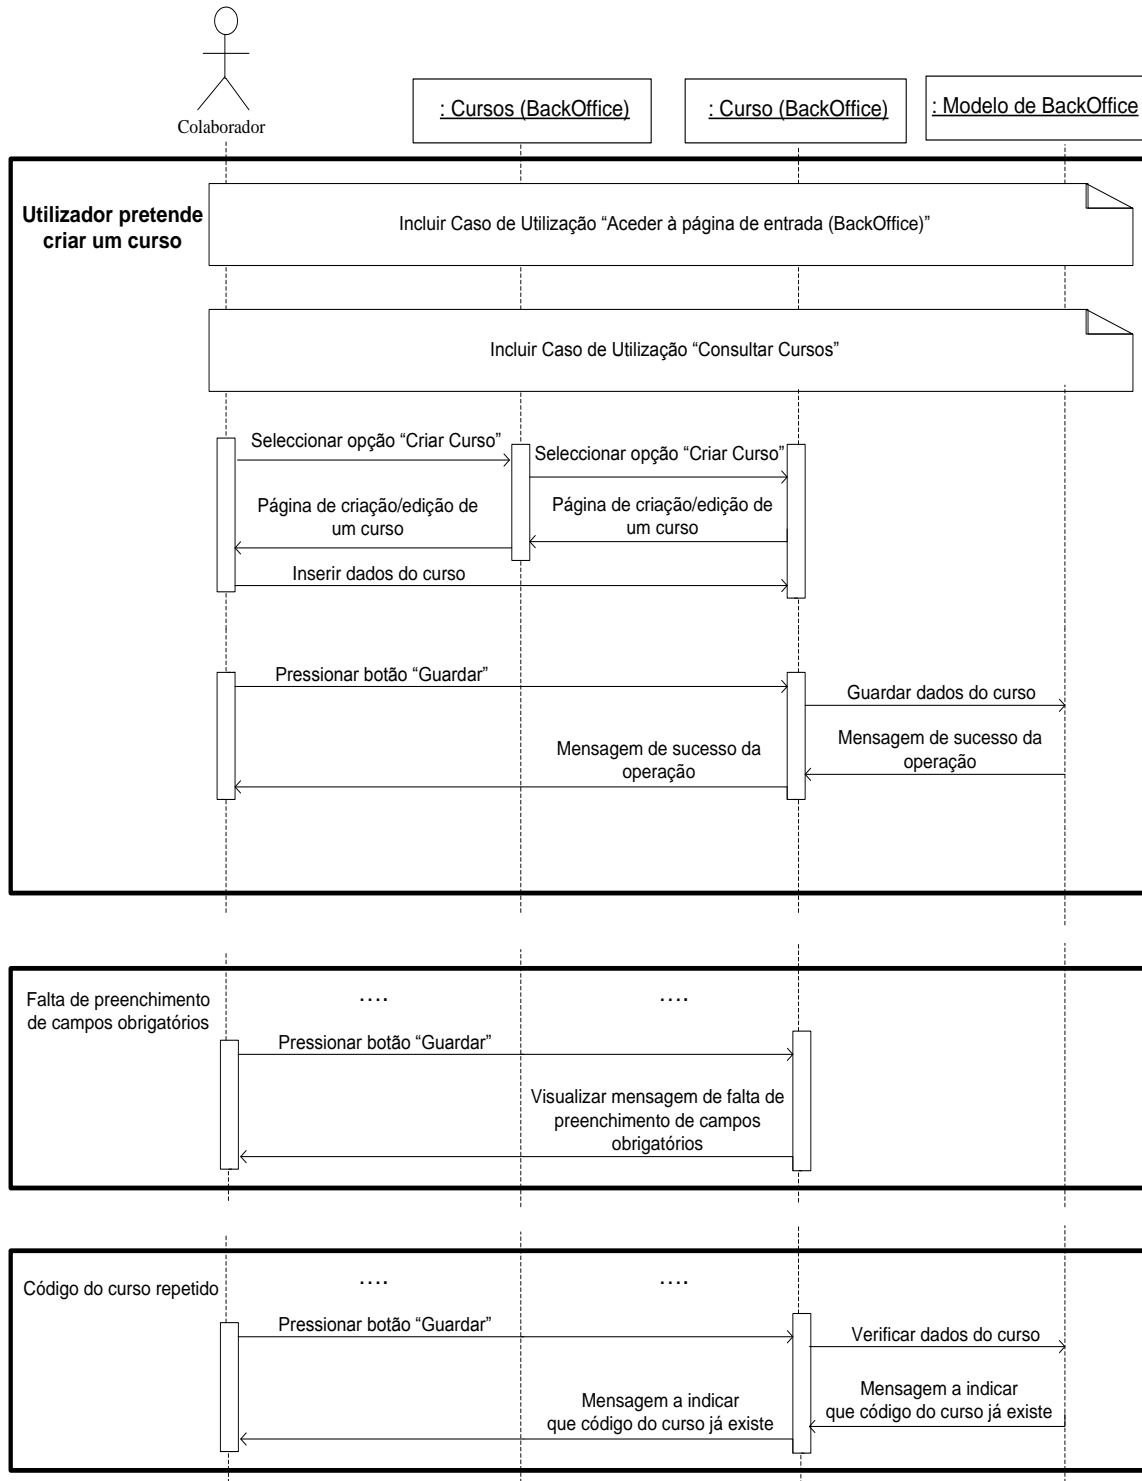 Colaborador
: Cursos (BackOffice)
: Curso (BackOffice)
: Modelo de BackOffice
Utilizador pretende
criar um curso
Incluir Caso de Utilização “Aceder à página de entrada (BackOffice)”
Incluir Caso de Utilização “Consultar Cursos”
Seleccionar opção “Criar Curso”
Seleccionar opção “Criar Curso”
Página de criação/edição de
um curso
Página de criação/edição de
um curso
Inserir dados do curso
Pressionar botão “Guardar”
Guardar dados do curso
Mensagem de sucesso da
operação
Mensagem de sucesso da
operação
Falta de preenchimento
de campos obrigatórios
....
....
Pressionar botão “Guardar”
Visualizar mensagem de falta de
preenchimento de campos
obrigatórios
Código do curso repetido
....
....
Pressionar botão “Guardar”
Verificar dados do curso
Mensagem a indicar
que código do curso já existe
Mensagem a indicar
que código do curso já existe